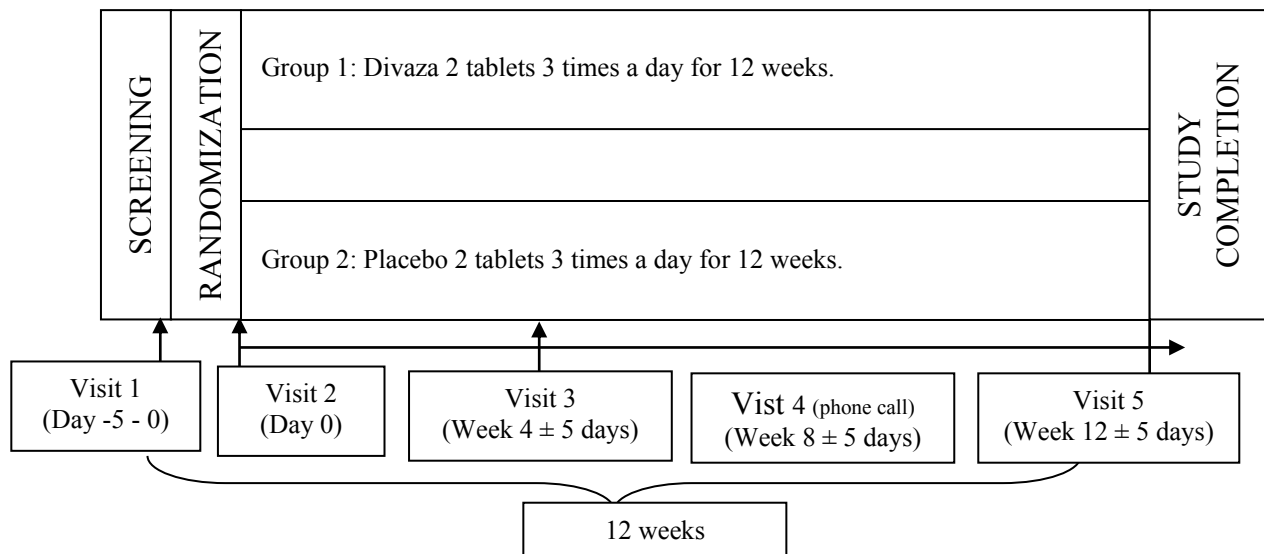 SCREENING
RANDOMIZATION
Group 1: Divaza 2 tablets 3 times a day for 12 weeks.
Group 2: Placebo 2 tablets 3 times a day for 12 weeks.
STUDY
COMPLETION
Visit 1
(Day -5 - 0)
Visit 2
(Day 0)
Visit 3
(Week 4 ± 5 days)
Vist 4 (phone call)
(Week 8 ± 5 days)
Visit 5
(Week 12 ± 5 days)
12 weeks